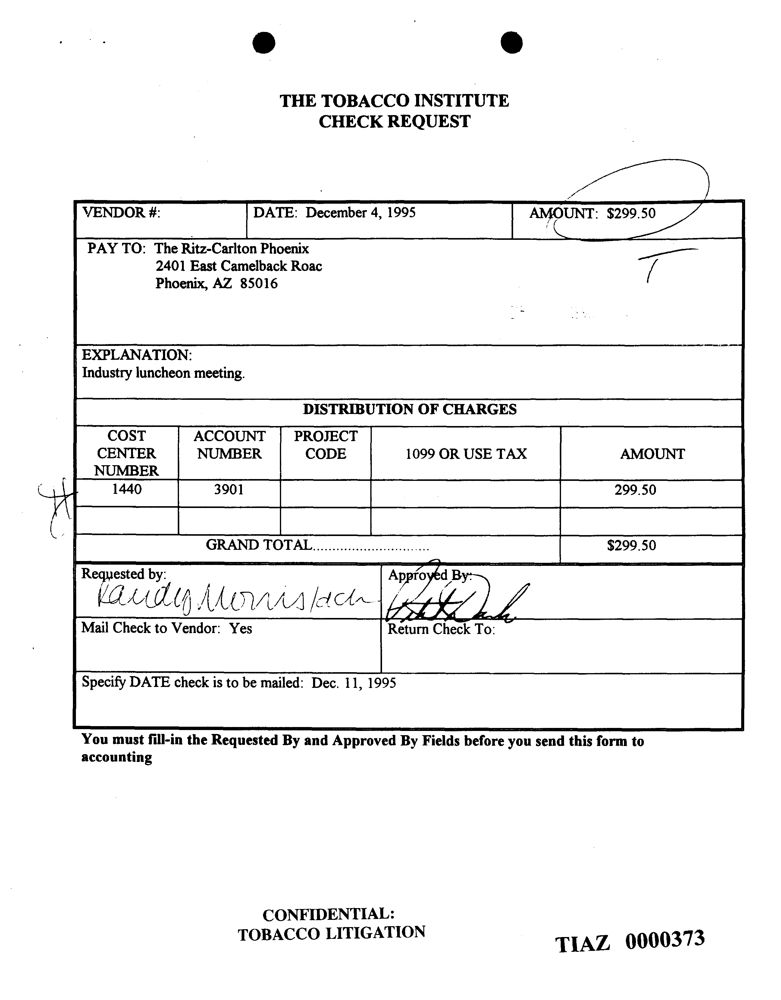 THE TOBACCO INSTITUTE
CHECK REQUEST
VENDOR #:
DATE: December 4, 1995
AMOUNT: $299.50
PAY TO: The Ritz-Carlton Phoenix
2401 East Camelback Roac
Phoenix, AZ 85016
T
EXPLANATION:
Industry luncheon meeting.
DISTRIBUTION OF CHARGES
COST CENTER NUMBER
ACCOUNT NUMBER
PROJECT CODE
1099 OR USE TAX
AMOUNT
1440 3901 299.50
GRAND TOTAL.............................. $299.50
Requested by:
Randy Morris/dch
Approved By:
Mail Check to Vendor: Yes
Return Check To:
Specify DATE check is to be mailed: Dec. 11, 1995
You must fill-in the Requested By and Approved By Fields before you send this form to
accounting
CONFIDENTIAL:
TOBACCO LITIGATION
TIAZ 0000373